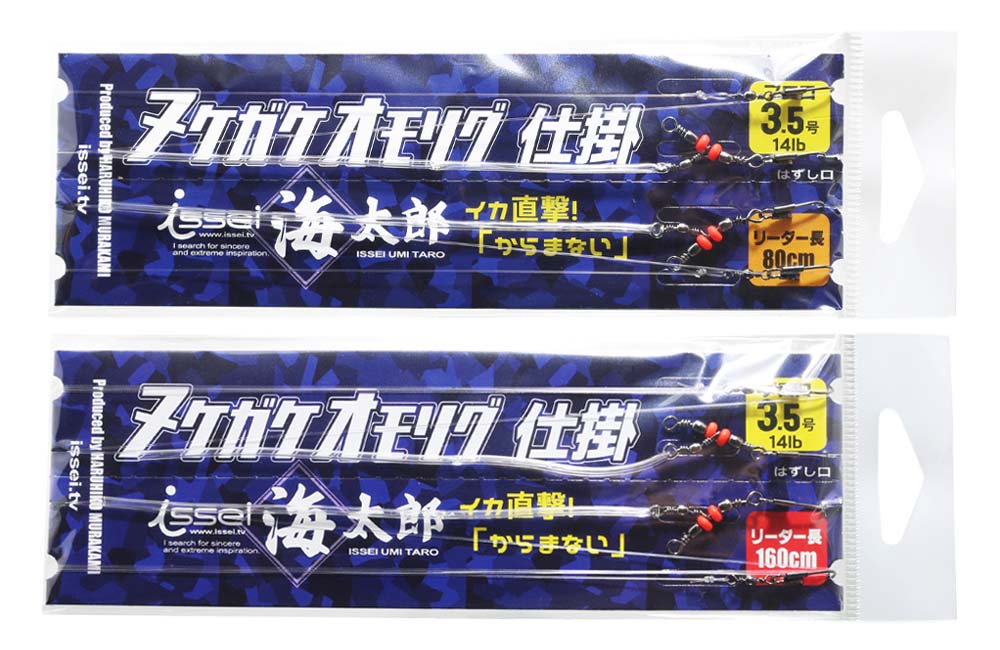 ヌケガケオモリグ 仕掛
3.5号
14lb
はずし口
issei
www.issei.tv
I search for sincere
and extreme inspiration.
海太郎
ISSEI UMI TARO
イカ直撃!
「からまない」
リーダー長
80cm
Produced by HARUHIKO MURAKAMI
issei.tv
ヌケガケオモリグ 仕掛
3.5号
14lb
はずし口
issei
www.issei.tv
I search for sincere
and extreme inspiration.
海太郎
ISSEI UMI TARO
イカ直撃!
「からまない」
リーダー長
160cm
Produced by HARUHIKO MURAKAMI
issei.tv